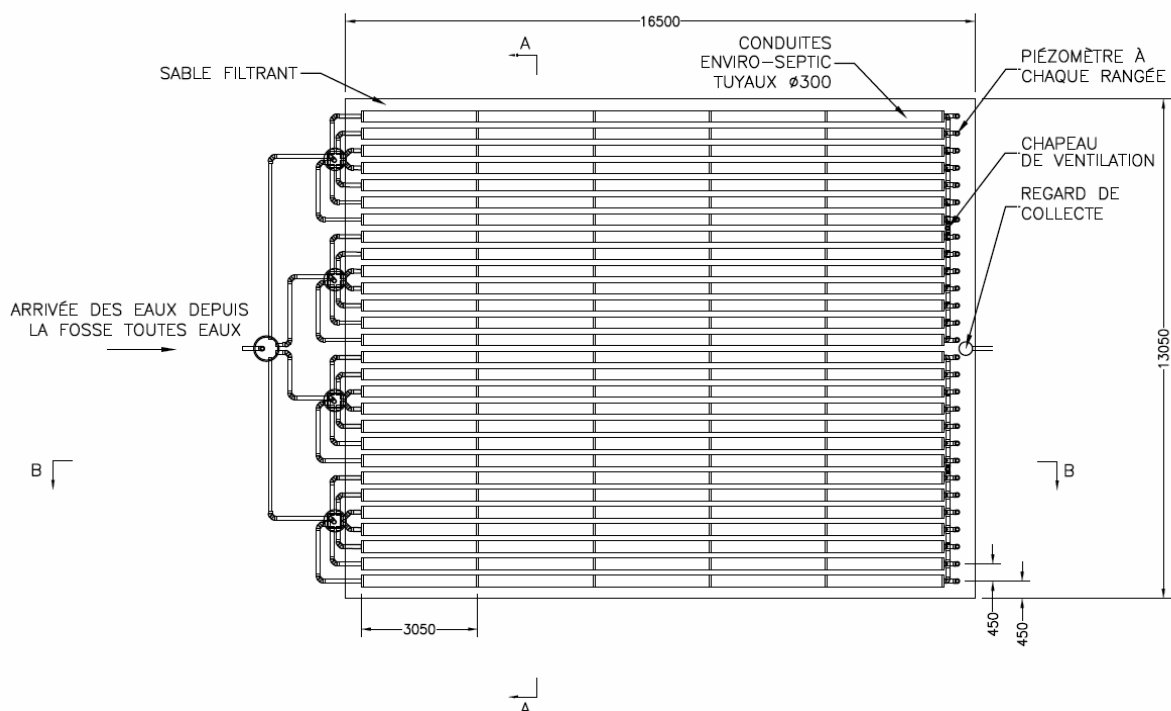 16500
A
CONDUITES
ENVIRO-SEPTIC
TUYAUX ø300
PIÉZOMÈTRE À
CHAQUE RANGÉE
SABLE FILTRANT
CHAPEAU
DE VENTILATION
REGARD DE
COLLECTE
ARRIVÉE DES EAUX DEPUIS
LA FOSSE TOUTES EAUX
13050
B
B
3050
450
450
A